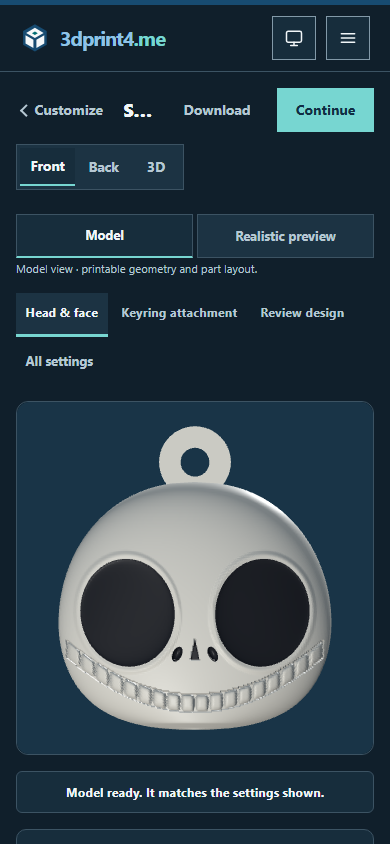 3dprint4.me
Customize S... Download Continue
Front Back 3D
Model Realistic preview
Model view · printable geometry and part layout.
Head & face Keyring attachment Review design
All settings
Model ready. It matches the settings shown.